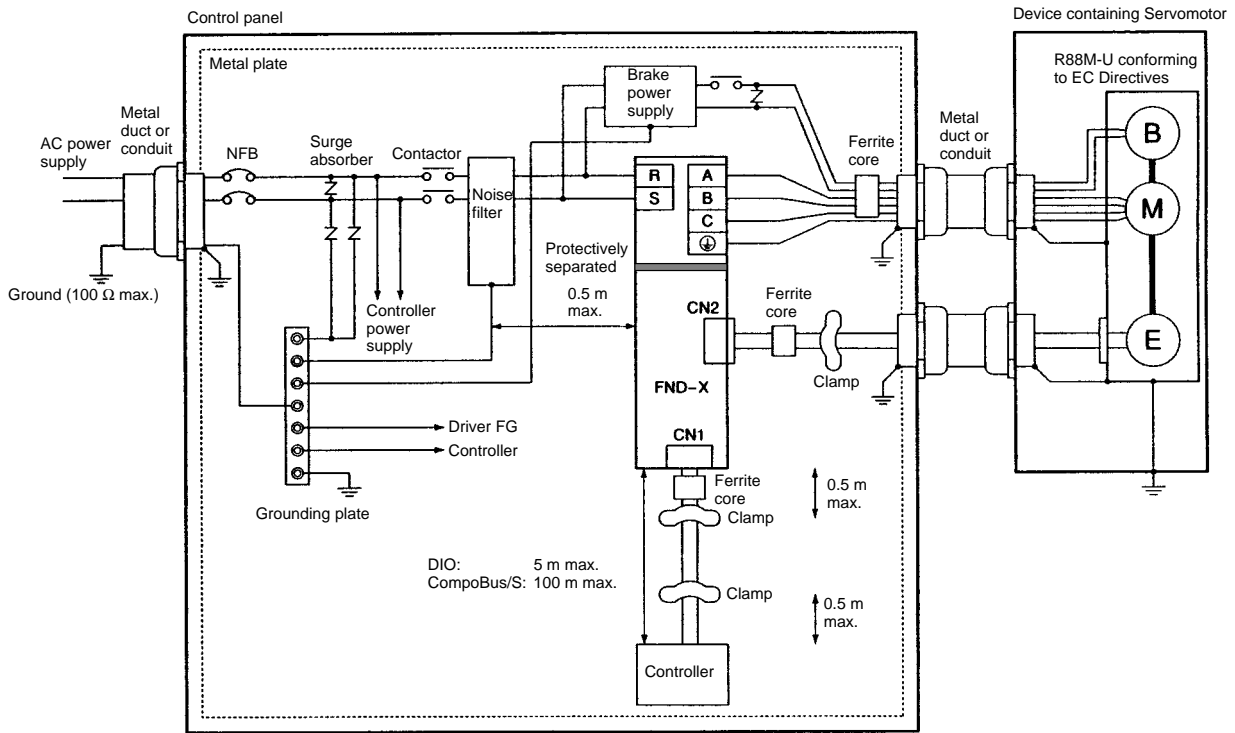 Control panel
Device containing Servomotor
Metal plate
R88M-U conforming
to EC Directives
Brake
power
supply
Metal
duct or
conduit
AC power
supply
NFB
Surge
absorber
Contactor
Noise
filter
R
S
A
B
C
Ferrite
core
Metal
duct or
conduit
B
M
E
Ground (100 Ω max.)
Controller
power
supply
Protectively
separated
0.5 m
max.
CN2
Ferrite
core
Clamp
FND-X
CN1
Driver FG
Controller
Grounding plate
Ferrite
core
Clamp
0.5 m
max.
DIO: 5 m max.
CompoBus/S: 100 m max.
Clamp
0.5 m
max.
Controller